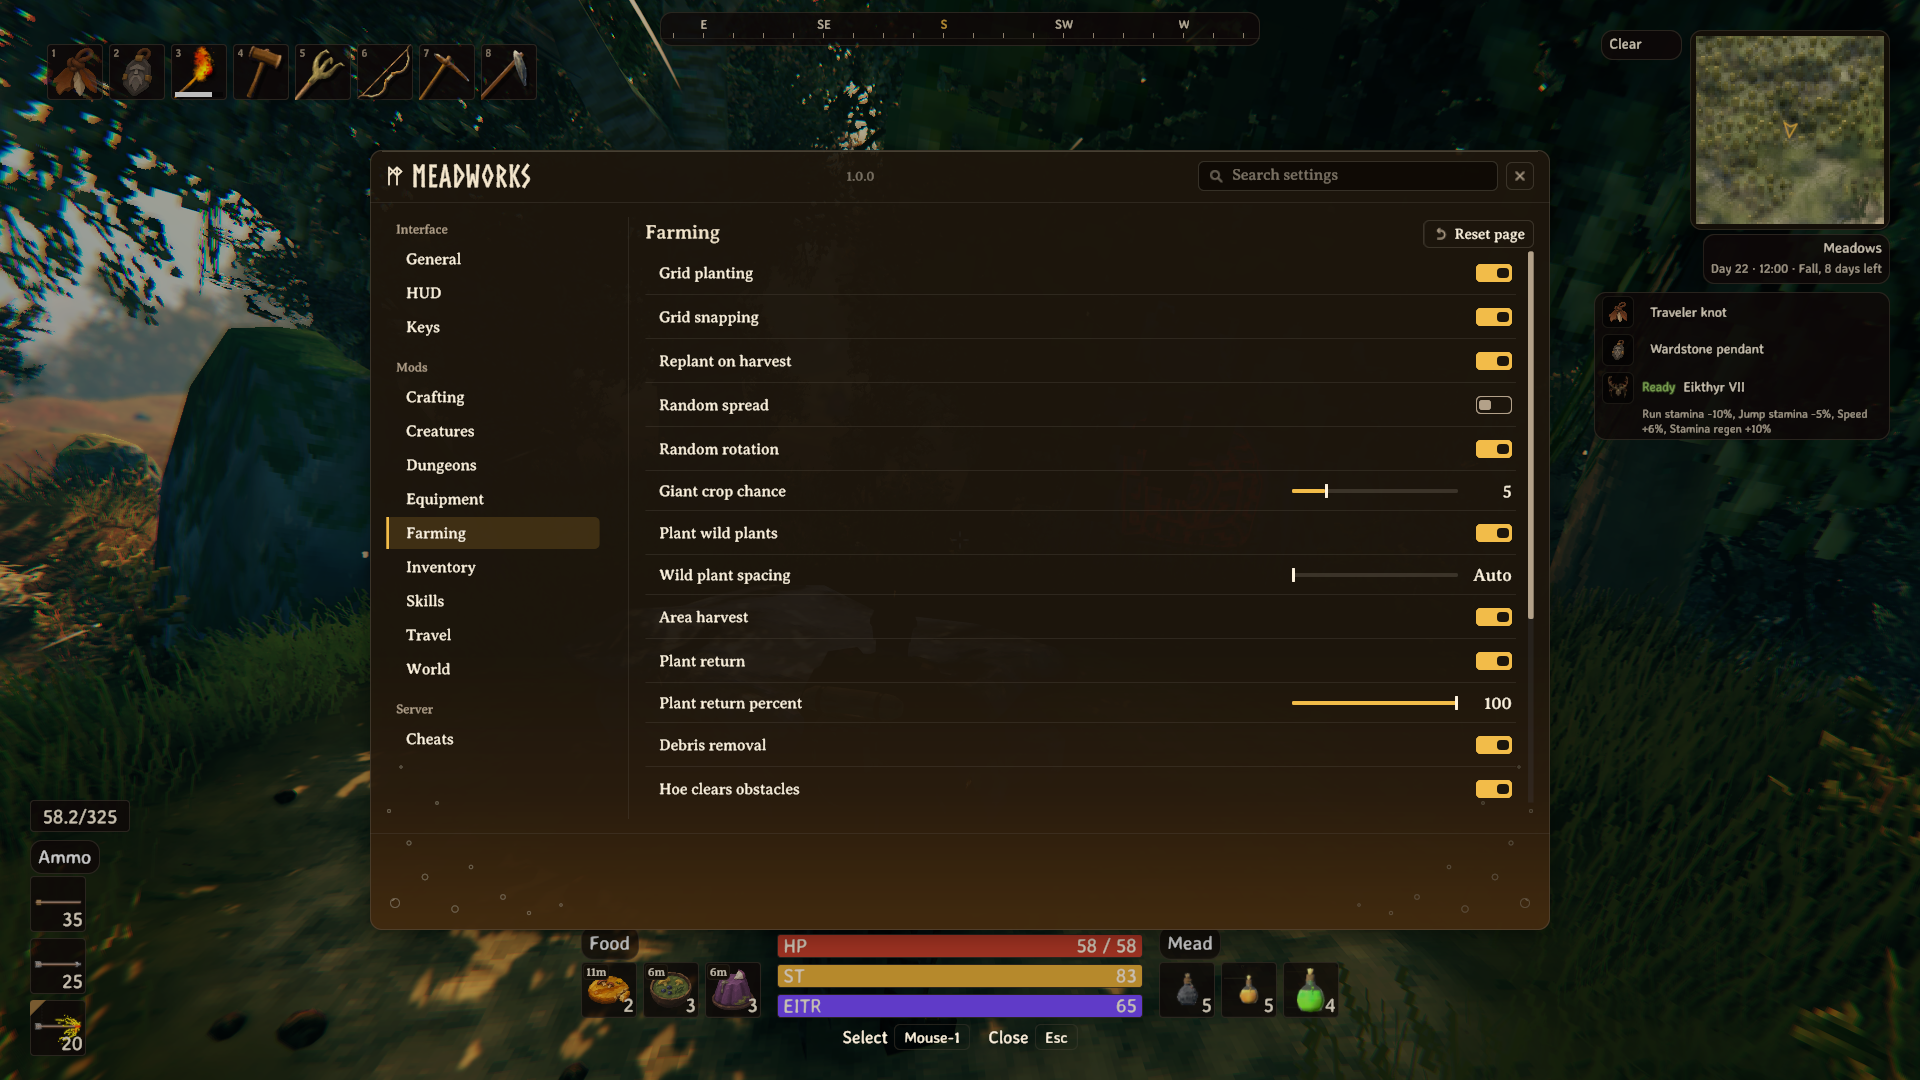 E SE S SW W
1 2 3 4 5 6 7 8
Clear
MEADWORKS
1.0.0
Search settings
Meadows
Day 22 · 12:00 · Fall, 8 days left
Traveler knot
Wardstone pendant
Ready Eikthyr VII
Run stamina -10%, Jump stamina -5%, Speed
+6%, Stamina regen +10%
Interface
General
HUD
Keys
Mods
Crafting
Creatures
Dungeons
Equipment
Farming
Inventory
Skills
Travel
World
Server
Cheats
Farming
Reset page
Grid planting
Grid snapping
Replant on harvest
Random spread
Random rotation
Giant crop chance 5
Plant wild plants
Wild plant spacing Auto
Area harvest
Plant return
Plant return percent 100
Debris removal
Hoe clears obstacles
58.2/325
Ammo
35
25
20
Food
11m 2
6m 3
6m 3
HP 58 / 58
ST 83
EITR 65
Mead
5
5
4
Select Mouse-1 Close Esc